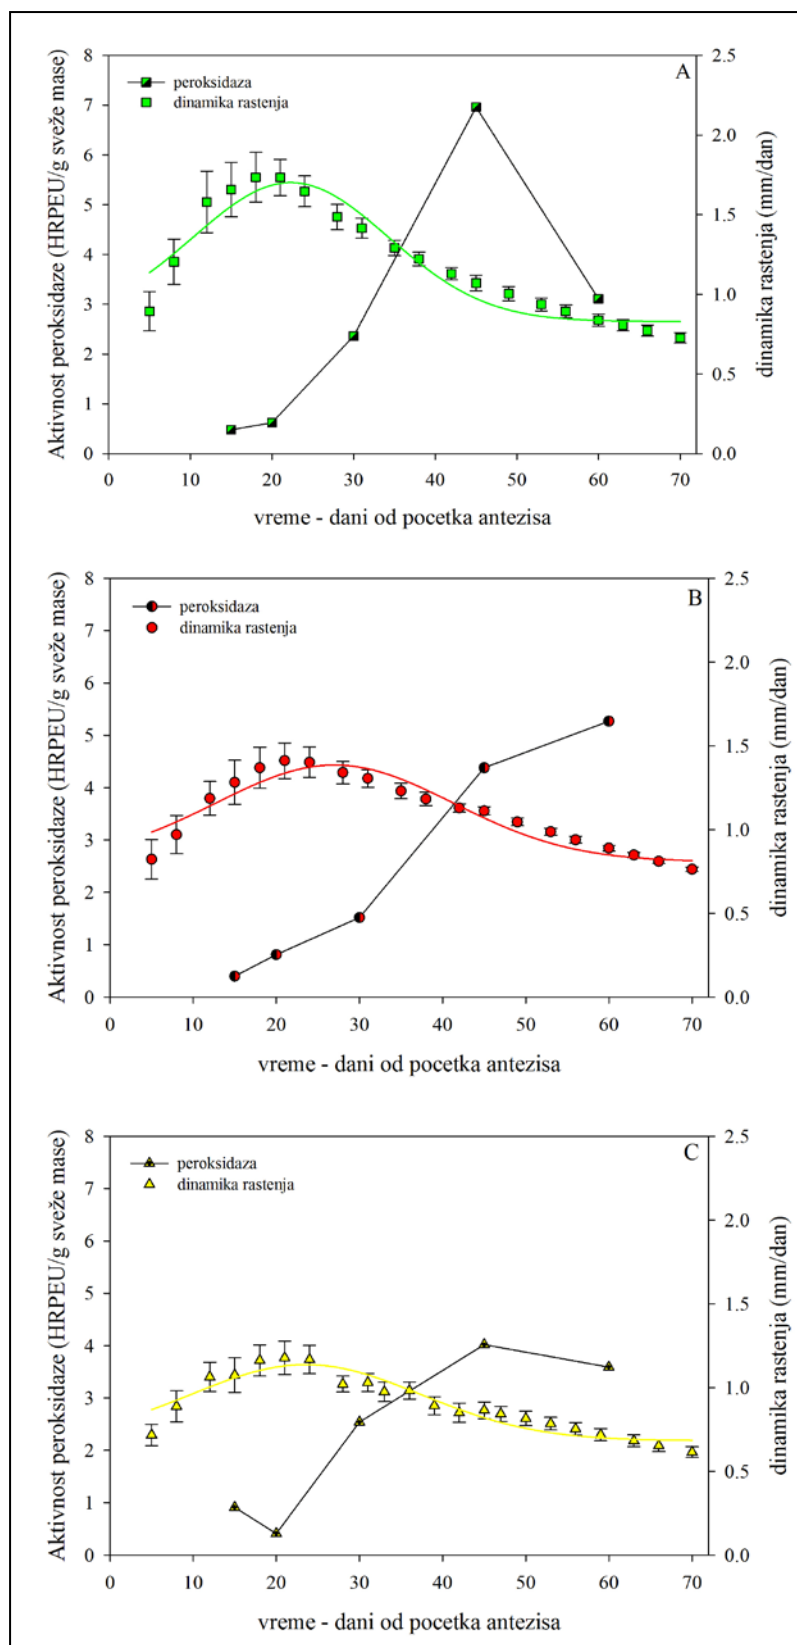 A
peroksidaza
dinamika rastenja
Aktivnost peroksidaze (HRPEU/g sveže mase)
dinamika rastenja (mm/dan)
8
7
6
5
4
3
2
1
0
2.5
2.0
1.5
1.0
0.5
0.0
0 10 20 30 40 50 60 70
vreme - dani od pocetka antezisa
B
peroksidaza
dinamika rastenja
Aktivnost peroksidaze (HRPEU/g sveže mase)
dinamika rastenja (mm/dan)
8
7
6
5
4
3
2
1
0
2.5
2.0
1.5
1.0
0.5
0.0
0 10 20 30 40 50 60 70
vreme - dani od pocetka antezisa
C
peroksidaza
dinamika rastenja
Aktivnost peroksidaze (HRPEU/g sveže mase)
dinamika rastenja (mm/dan)
8
7
6
5
4
3
2
1
0
2.5
2.0
1.5
1.0
0.5
0.0
0 10 20 30 40 50 60 70
vreme - dani od pocetka antezisa